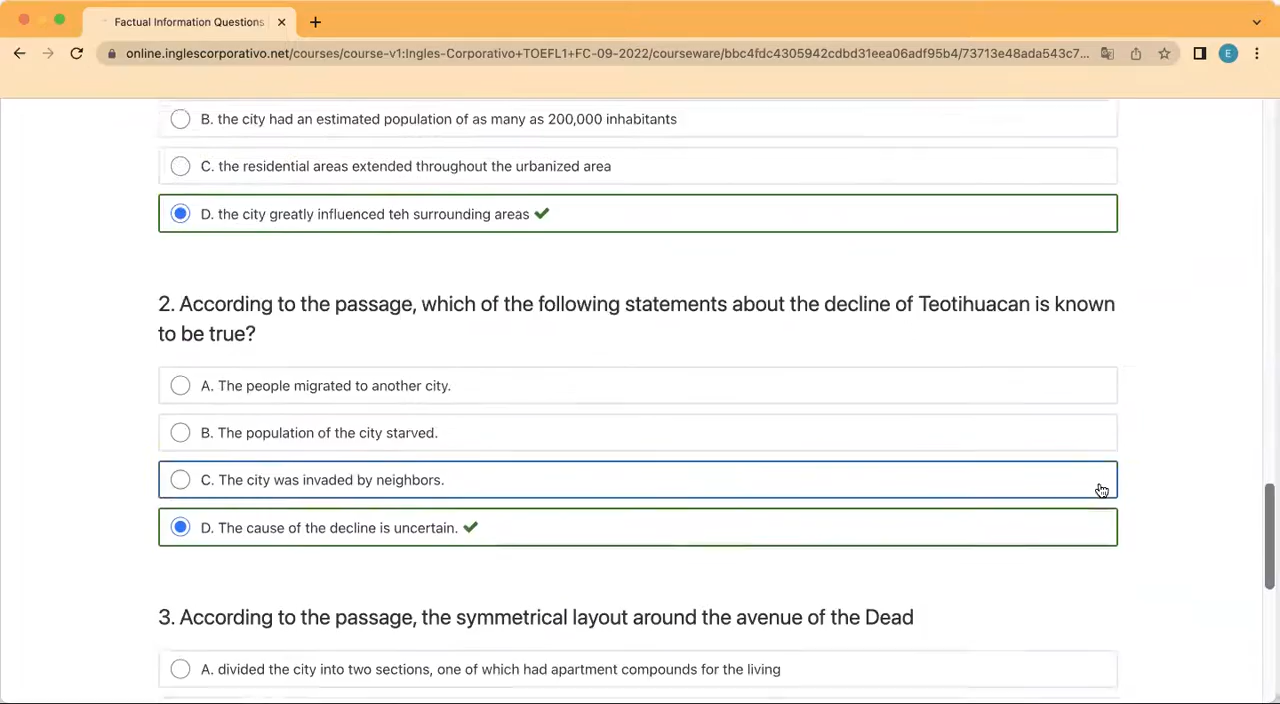 Factual Information Questions
online.inglescorporativo.net/courses/course-v1:Ingles-Corporativo+TOEFL1+FC-09-2022/courseware/bbc4fdc4305942cdbd31eea06adf95b4/73713e48ada543c7...
E
B. the city had an estimated population of as many as 200,000 inhabitants
C. the residential areas extended throughout the urbanized area
D. the city greatly influenced teh surrounding areas
2. According to the passage, which of the following statements about the decline of Teotihuacan is known
to be true?
A. The people migrated to another city.
B. The population of the city starved.
C. The city was invaded by neighbors.
D. The cause of the decline is uncertain.
3. According to the passage, the symmetrical layout around the avenue of the Dead
A. divided the city into two sections, one of which had apartment compounds for the living